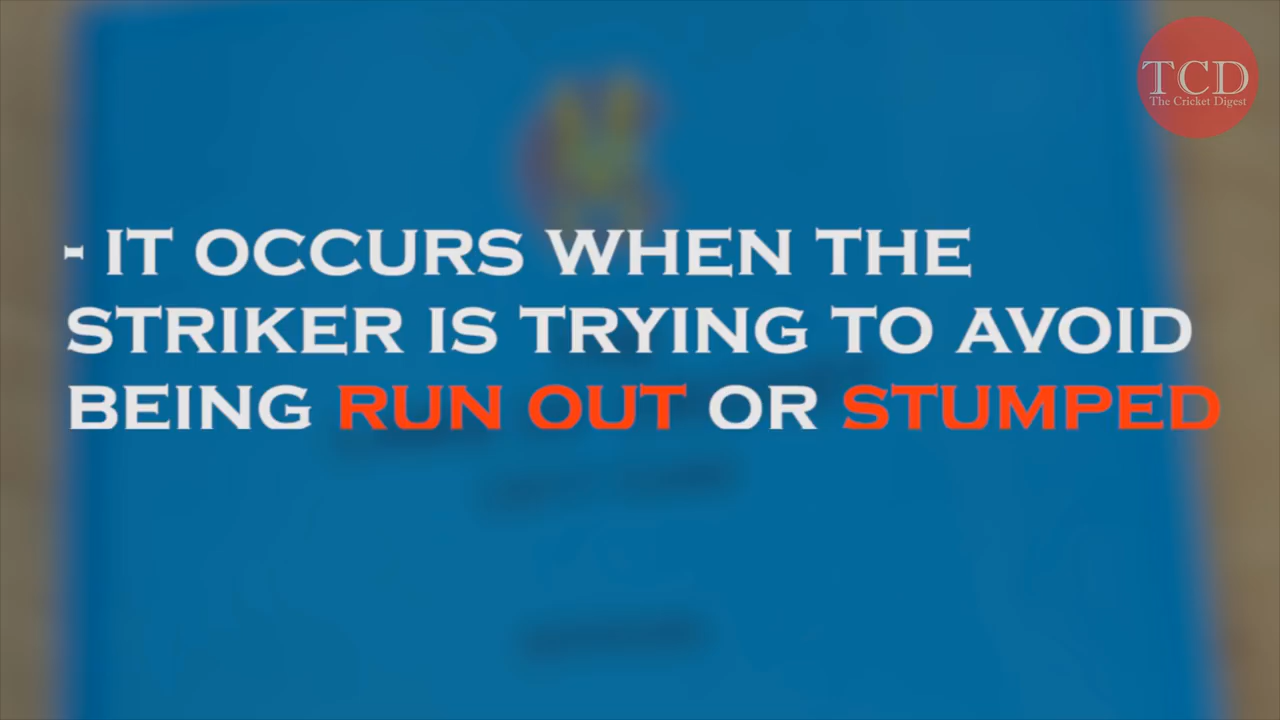 TCD
The Cricket Digest
- IT OCCURS WHEN THE
STRIKER IS TRYING TO AVOID
BEING RUN OUT OR STUMPED